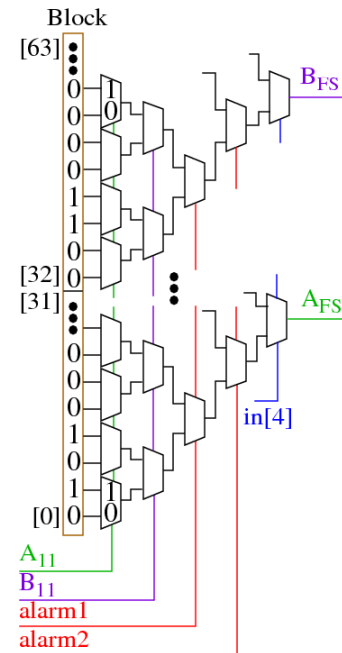 Block
[63]
0 1
0 0
0
0
1
1
0
[32] 0
[31]
0
0
0
1
0
1 1
[0] 0 0
B_FS
A_FS
in[4]
A_11
B_11
alarm1
alarm2